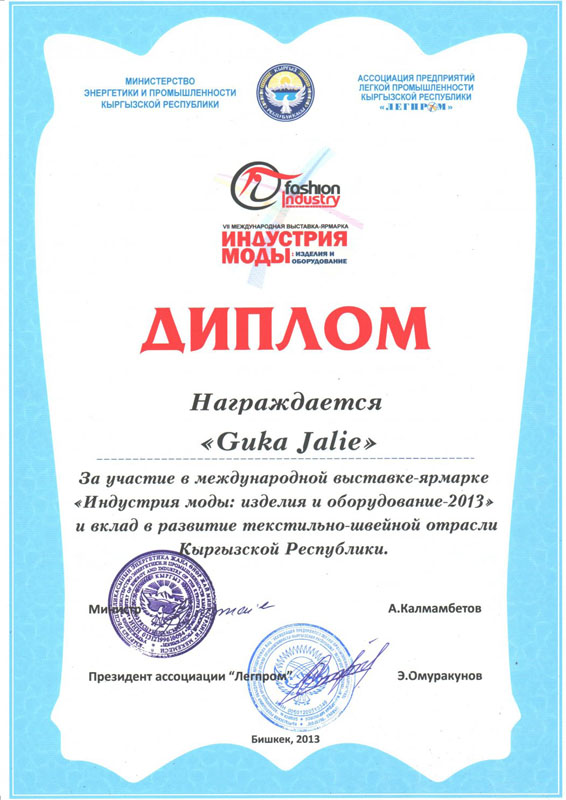 МИНИСТЕРСТВО
ЭНЕРГЕТИКИ И ПРОМЫШЛЕННОСТИ
КЫРГЫЗСКОЙ РЕСПУБЛИКИ
АССОЦИАЦИЯ ПРЕДПРИЯТИЙ
ЛЕГКОЙ ПРОМЫШЛЕННОСТИ
КЫРГЫЗСКОЙ РЕСПУБЛИКИ
«ЛЕГПРОМ»
fashion
Industry
VII МЕЖДУНАРОДНАЯ ВЫСТАВКА-ЯРМАРКА
ИНДУСТРИЯ
МОДЫ: ИЗДЕЛИЯ И
ОБОРУДОВАНИЕ
ДИПЛОМ
Награждается
«Guka Jalie»
За участие в международной выставке-ярмарке
«Индустрия моды: изделия и оборудование-2013»
и вклад в развитие текстильно-швейной отрасли
Кыргызской Республики.
Министр
А.Калмамбетов
Президент ассоциации "Легпром"
Э.Омуракунов
Бишкек, 2013